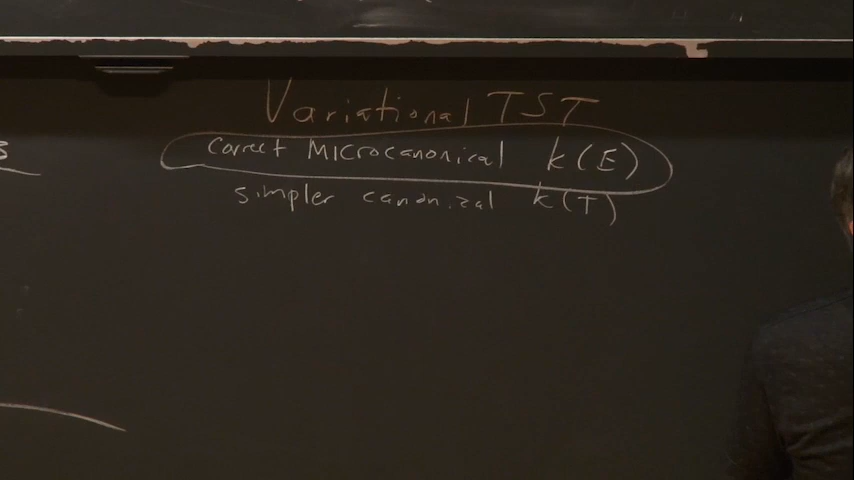 Variational TST
correct Microcanonical k(E)
simpler canonical k(T)